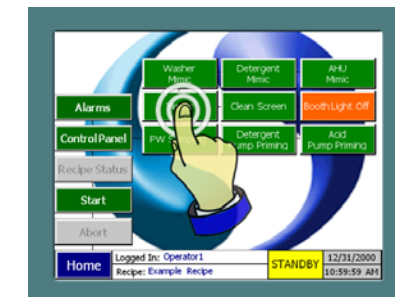 Washer
Mimic
Detergent
Mimic
AHU
Mimic
Alarms
Clean Screen
Booth Light Off
Control Panel
PW
Detergent
Pump Priming
Acid
Pump Priming
Recipe Status
Start
Abort
Home
Logged In: Operator1
Recipe: Example Recipe
STANDBY
12/31/2000
10:59:59 AM